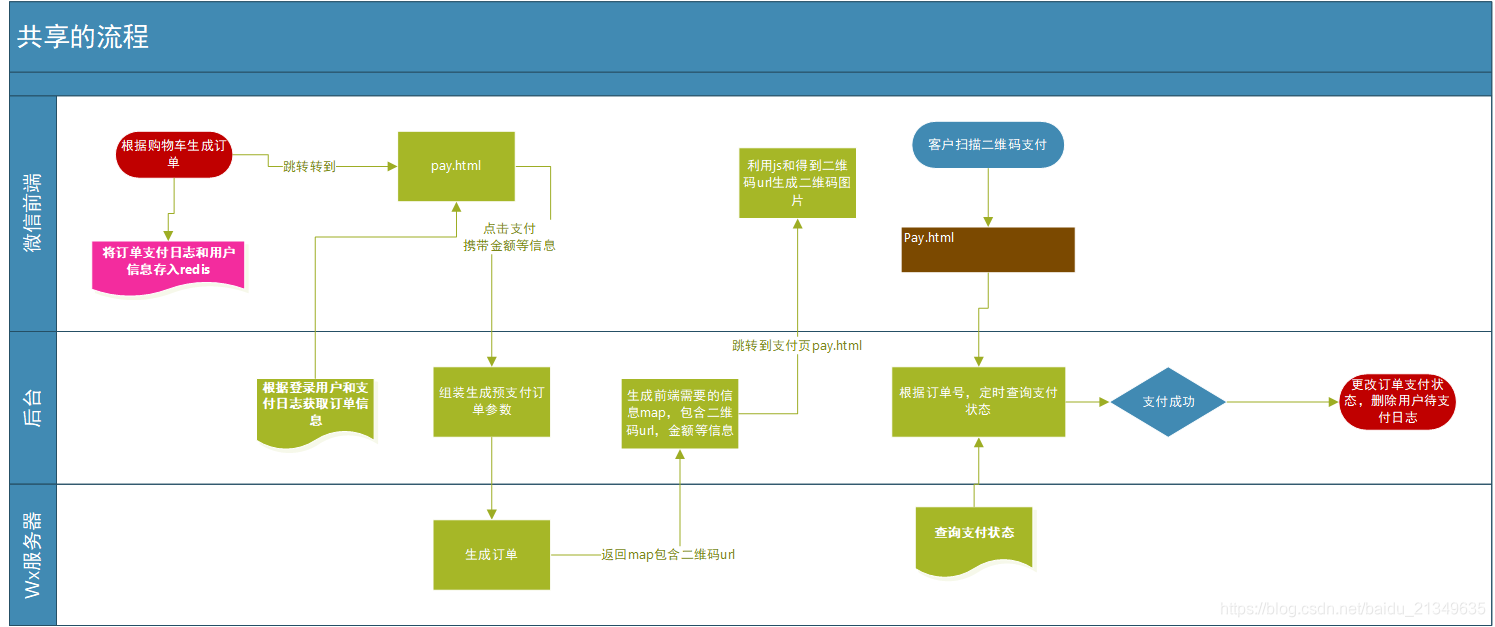 共享的流程
微信前端
根据购物车生成订
单
跳转转到
pay.html
将订单支付日志和用户
信息存入redis
点击支付
携带金额等信息
利用js和得到二维
码url生成二维码图
片
客户扫描二维码支付
Pay.html
后台
跳转到支付页pay.html
根据登录用户和支
付日志获取订单信
息
组装生成预支付订
单参数
生成前端需要的信
息map，包含二维
码url，金额等信息
根据订单号，定时查询支付
状态
支付成功
更改订单支付状
态，删除用户待支
付日志
Wx服务器
生成订单
返回map包含二维码url
查询支付状态
https://blog.csdn.net/baidu_21349635